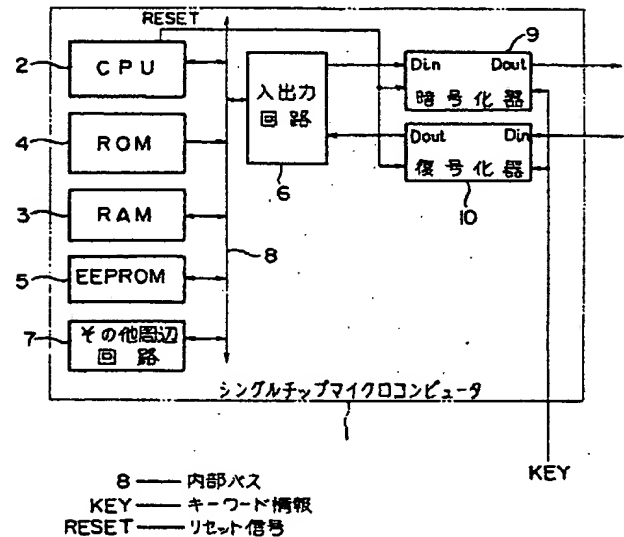 RESET
2
CPU
4
ROM
3
RAM
5
EEPROM
7
その他周辺
回路
入出力
回路
6
8
9
Din Dout
暗号化器
Dout Din
復号化器
10
シングルチップマイクロコンピュータ
1
KEY
8 —— 内部バス
KEY —— キーワード情報
RESET —— リセット信号